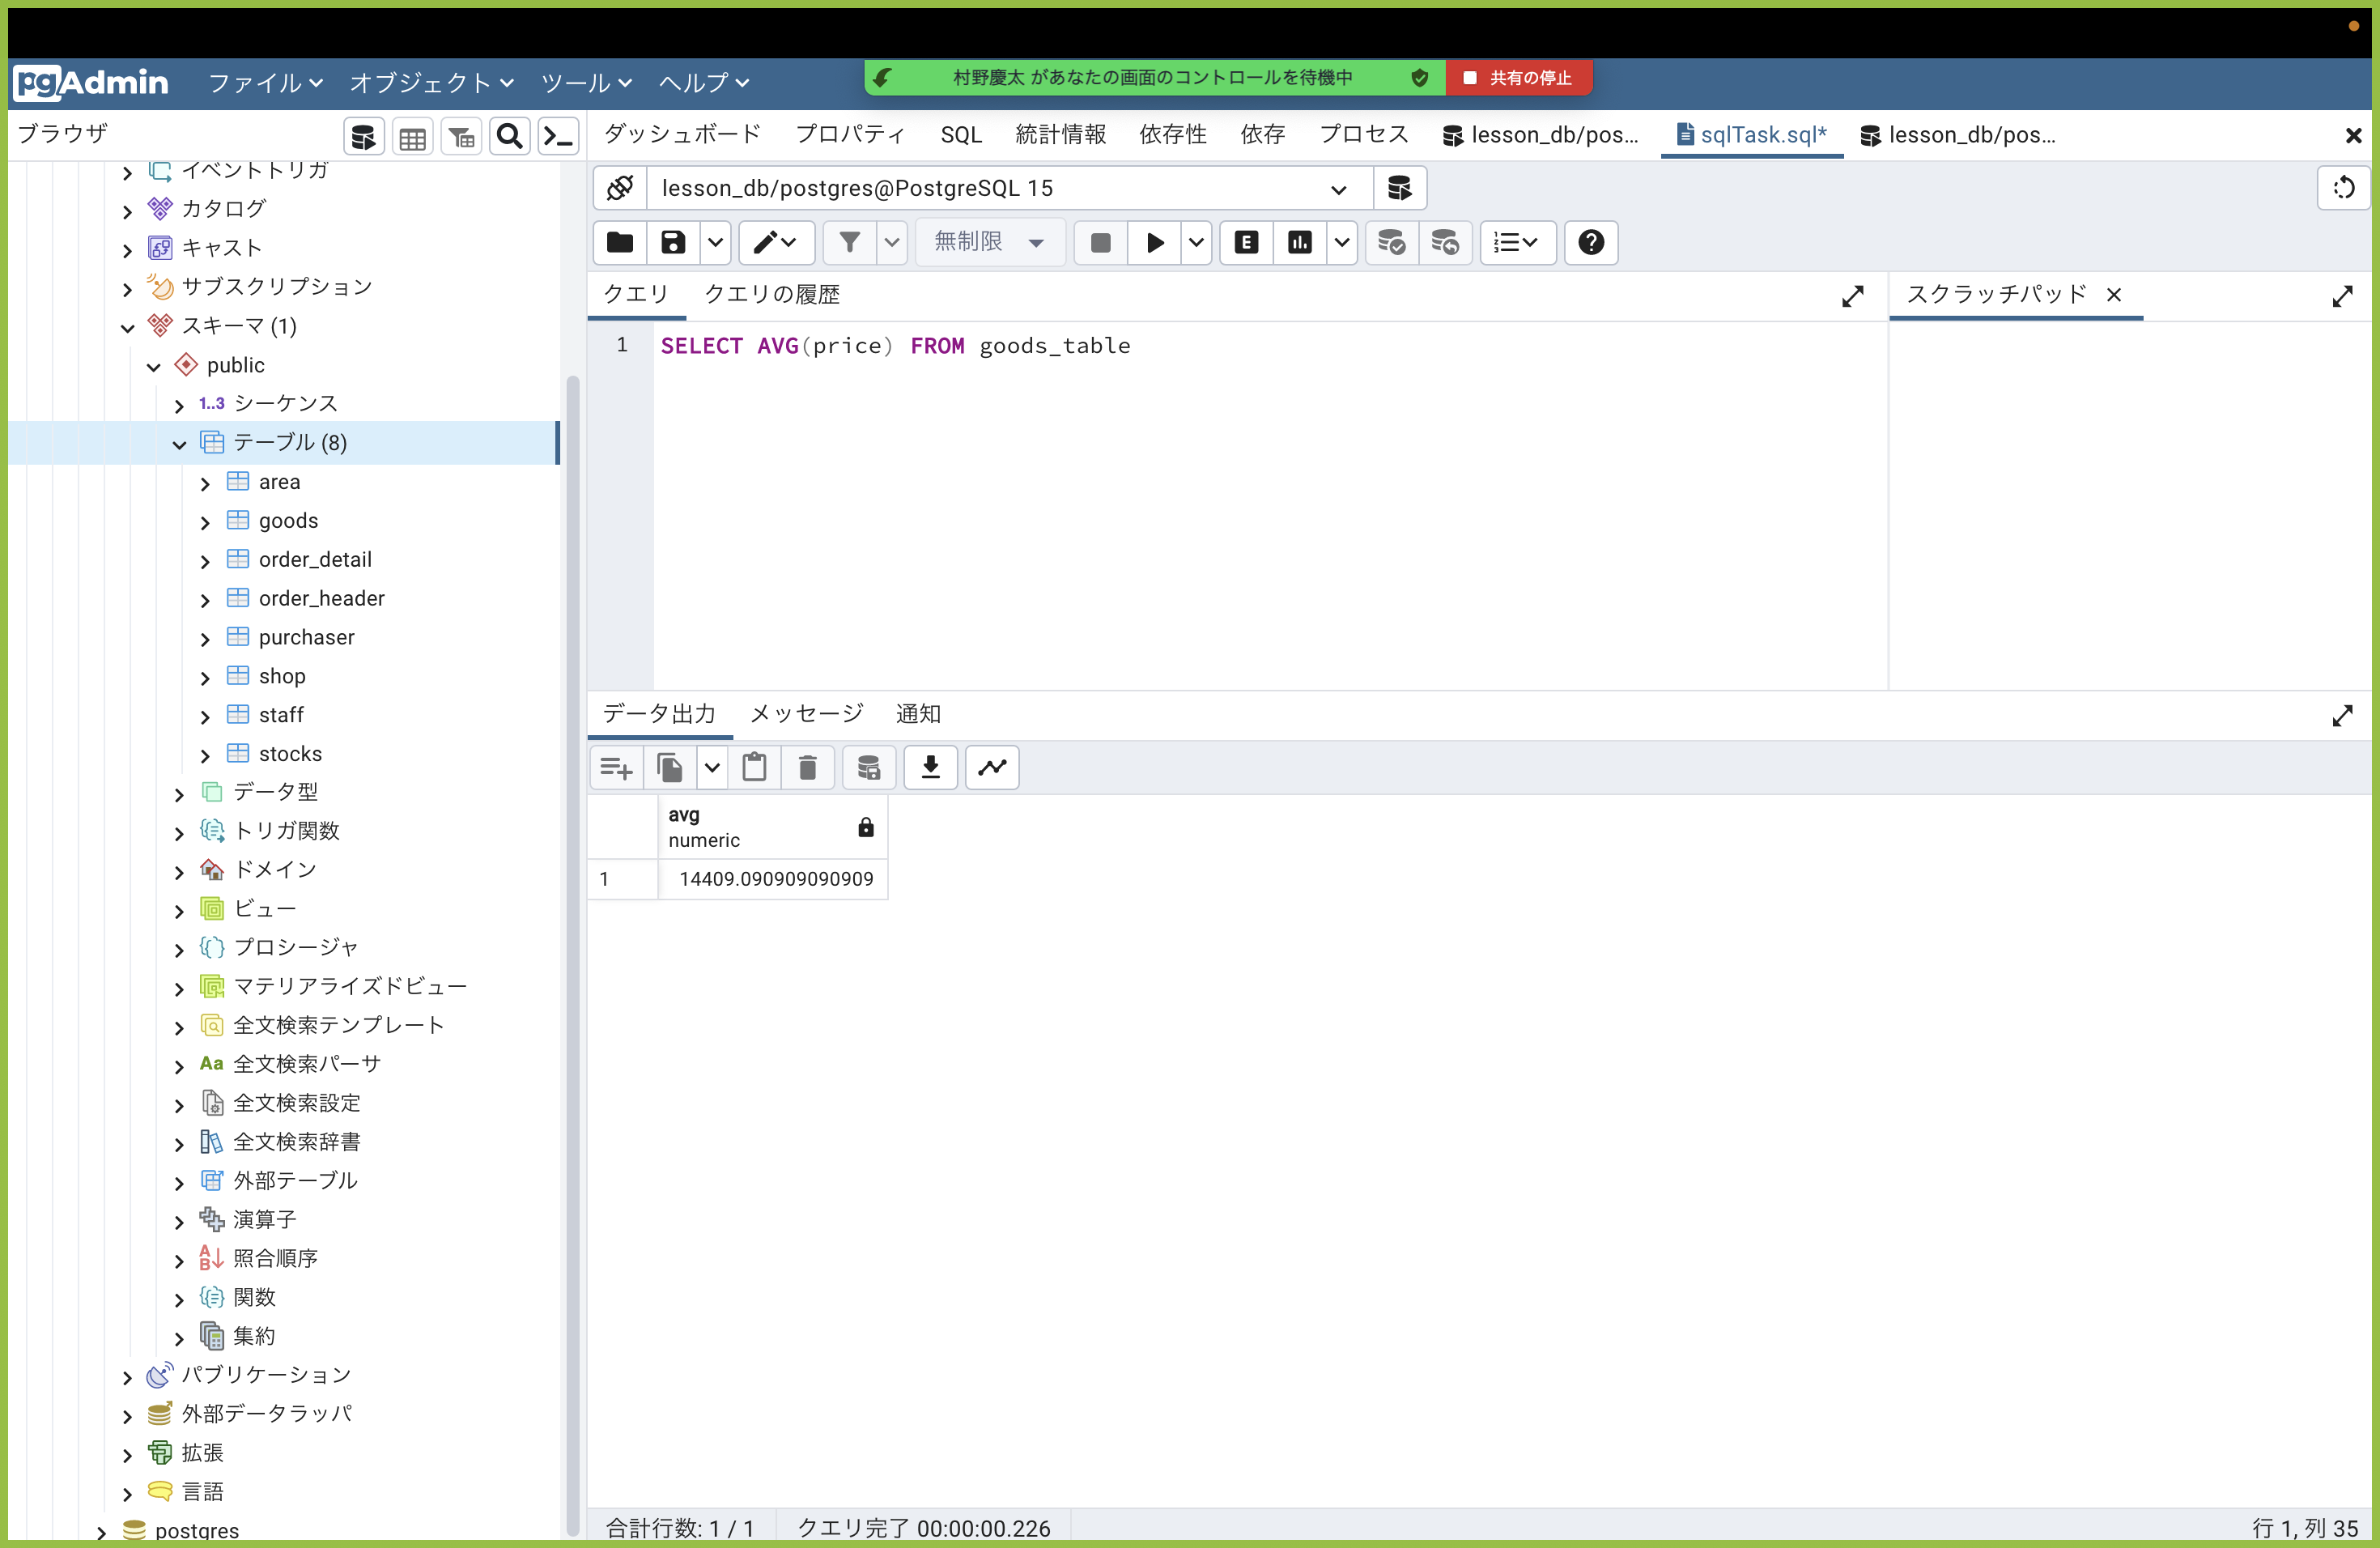 pgAdmin ファイル オブジェクト ツール ヘルプ
村野慶太 があなたの画面のコントロールを待機中 共有の停止
ブラウザ
ダッシュボード プロパティ SQL 統計情報 依存性 依存 プロセス lesson_db/pos... sqlTask.sql* lesson_db/pos...
イベントトリガ
カタログ
キャスト
サブスクリプション
スキーマ (1)
public
1..3 シーケンス
テーブル (8)
area
goods
order_detail
order_header
purchaser
shop
staff
stocks
データ型
トリガ関数
ドメイン
ビュー
プロシージャ
マテリアライズドビュー
全文検索テンプレート
Aa 全文検索パーサ
全文検索設定
全文検索辞書
外部テーブル
演算子
照合順序
関数
集約
パブリケーション
外部データラッパ
拡張
言語
postgres
lesson_db/postgres@PostgreSQL 15
無制限
E
クエリ クエリの履歴
スクラッチパッド
1 SELECT AVG(price) FROM goods_table
データ出力 メッセージ 通知
avg
numeric
1 14409.090909090909
合計行数: 1 / 1 クエリ完了 00:00:00.226
行 1, 列 35